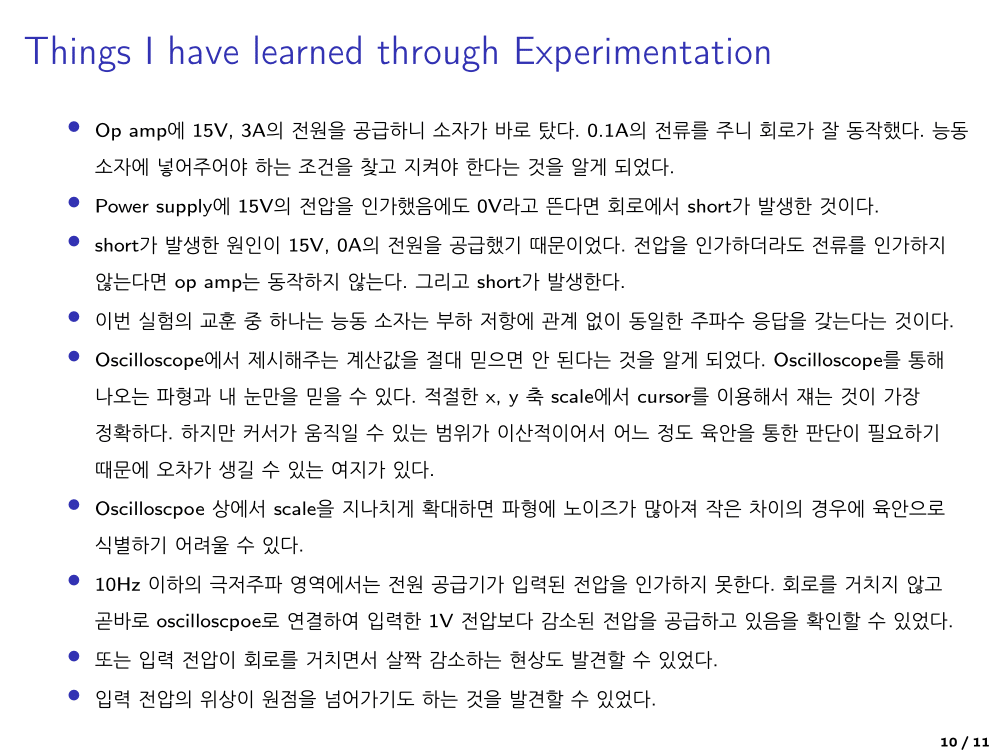 Things I have learned through Experimentation
• Op amp에 15V, 3A의 전원을 공급하니 소자가 바로 탔다. 0.1A의 전류를 주니 회로가 잘 동작했다. 능동
소자에 넣어주어야 하는 조건을 찾고 지켜야 한다는 것을 알게 되었다.
• Power supply에 15V의 전압을 인가했음에도 0V라고 뜬다면 회로에서 short가 발생한 것이다.
• short가 발생한 원인이 15V, 0A의 전원을 공급했기 때문이었다. 전압을 인가하더라도 전류를 인가하지
않는다면 op amp는 동작하지 않는다. 그리고 short가 발생한다.
• 이번 실험의 교훈 중 하나는 능동 소자는 부하 저항에 관계 없이 동일한 주파수 응답을 갖는다는 것이다.
• Oscilloscope에서 제시해주는 계산값을 절대 믿으면 안 된다는 것을 알게 되었다. Oscilloscope를 통해
나오는 파형과 내 눈만을 믿을 수 있다. 적절한 x, y 축 scale에서 cursor를 이용해서 재는 것이 가장
정확하다. 하지만 커서가 움직일 수 있는 범위가 이산적이어서 어느 정도 육안을 통한 판단이 필요하기
때문에 오차가 생길 수 있는 여지가 있다.
• Oscilloscpoe 상에서 scale을 지나치게 확대하면 파형에 노이즈가 많아져 작은 차이의 경우에 육안으로
식별하기 어려울 수 있다.
• 10Hz 이하의 극저주파 영역에서는 전원 공급기가 입력된 전압을 인가하지 못한다. 회로를 거치지 않고
곧바로 oscilloscpoe로 연결하여 입력한 1V 전압보다 감소된 전압을 공급하고 있음을 확인할 수 있었다.
• 또는 입력 전압이 회로를 거치면서 살짝 감소하는 현상도 발견할 수 있었다.
• 입력 전압의 위상이 원점을 넘어가기도 하는 것을 발견할 수 있었다.
10 / 11